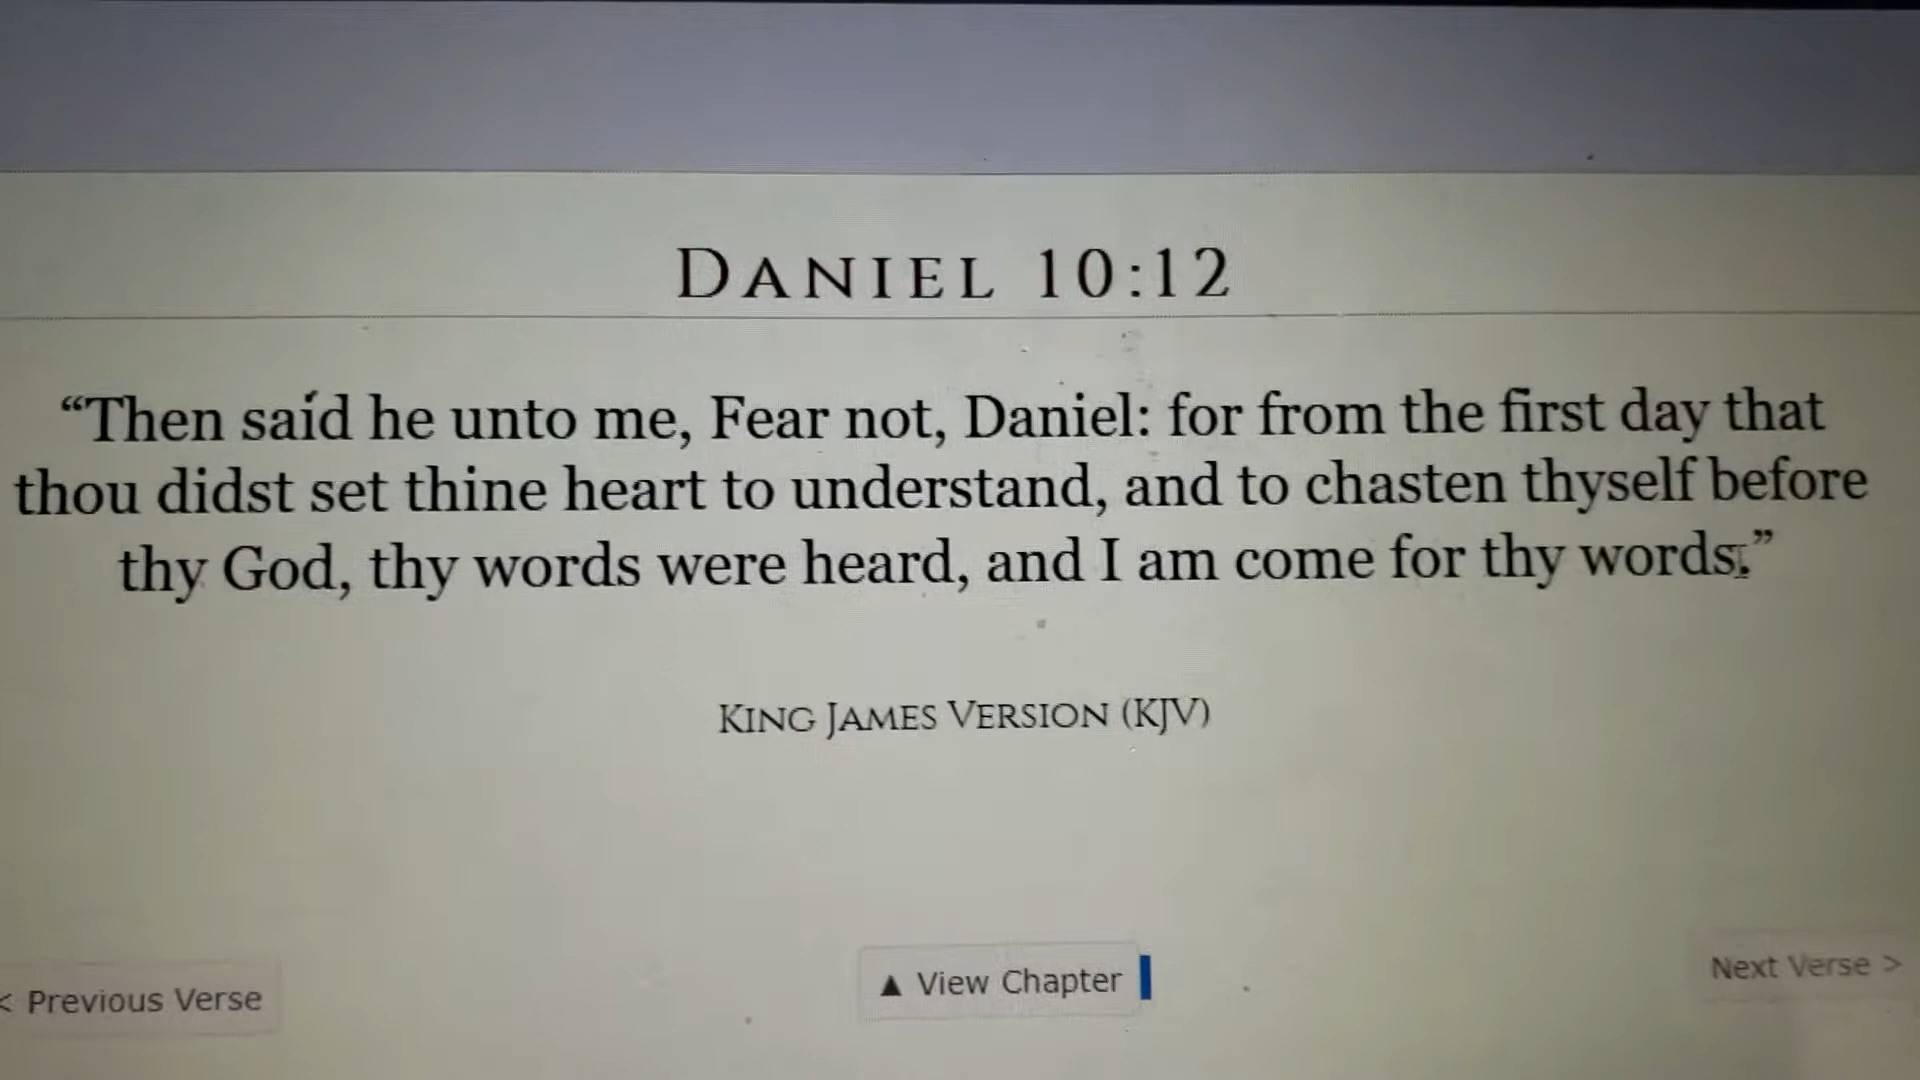 DANIEL 10:12
“Then said he unto me, Fear not, Daniel: for from the first day that
thou didst set thine heart to understand, and to chasten thyself before
thy God, thy words were heard, and I am come for thy words.”
KING JAMES VERSION (KJV)
< Previous Verse
▲ View Chapter
Next Verse >